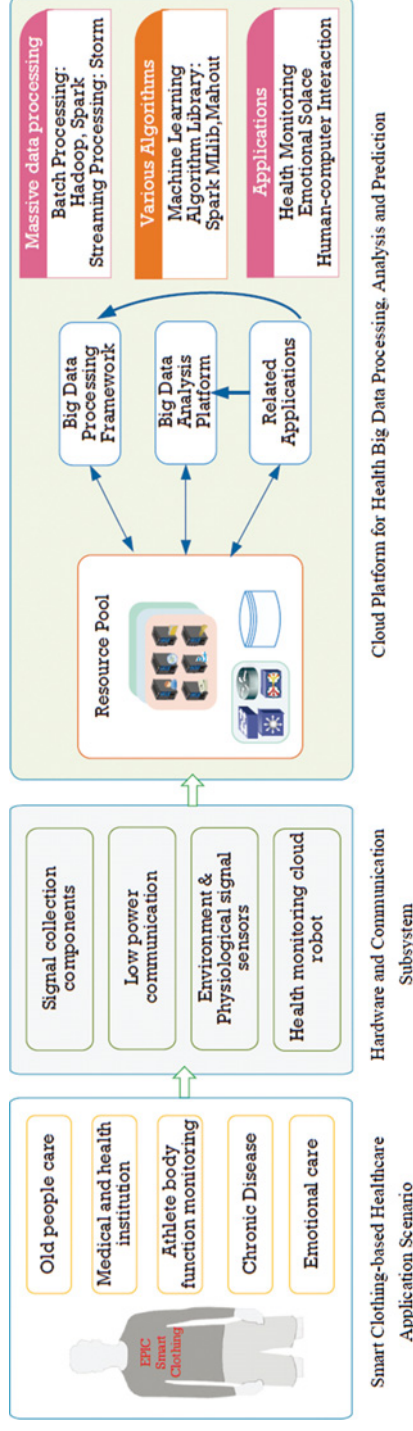 EPIC
Smart
Clothing
Old people care
Medical and health
institution
Athlete body
function monitoring
Chronic Disease
Emotional care
Smart Clothing-based Healthcare
Application Scenario
Signal collection
components
Low power
communication
Environment &
Physiological signal
sensors
Health monitoring cloud
robot
Hardware and Communication
Subsystem
Resource Pool
Big Data
Processing
Framework
Big Data
Analysis
Platform
Related
Applications
Massive data processing
Batch Processing:
Hadoop, Spark
Streaming Processing: Storm
Various Algorithms
Machine Learning
Algorithm Library:
Spark MLlib,Mahout
Applications
Health Monitoring
Emotional Solace
Human-computer Interaction
Cloud Platform for Health Big Data Processing, Analysis and Prediction